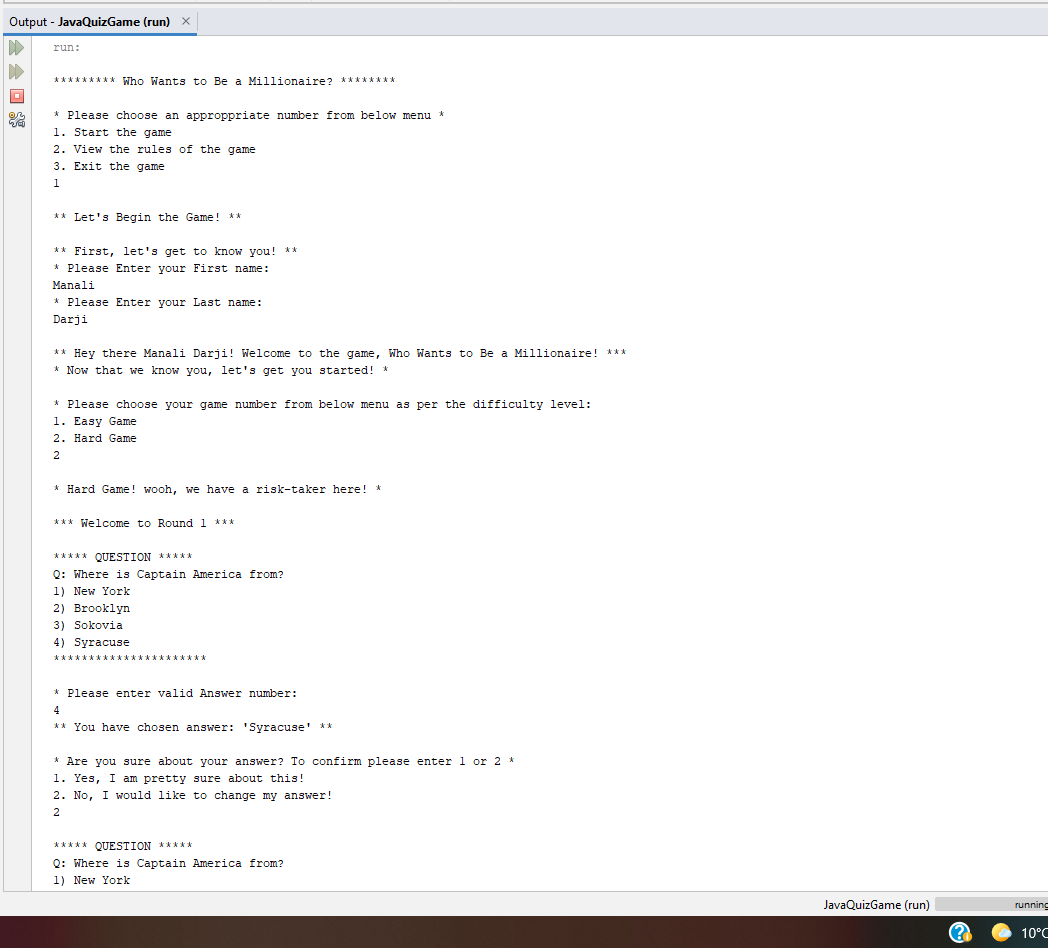 Output - JavaQuizGame (run) ×
run:
********* Who Wants to Be a Millionaire? ********
* Please choose an approppriate number from below menu *
1. Start the game
2. View the rules of the game
3. Exit the game
1
** Let's Begin the Game! **
** First, let's get to know you! **
* Please Enter your First name:
Manali
* Please Enter your Last name:
Darji
** Hey there Manali Darji! Welcome to the game, Who Wants to Be a Millionaire! ***
* Now that we know you, let's get you started! *
* Please choose your game number from below menu as per the difficulty level:
1. Easy Game
2. Hard Game
2
* Hard Game! wooh, we have a risk-taker here! *
*** Welcome to Round 1 ***
***** QUESTION *****
Q: Where is Captain America from?
1) New York
2) Brooklyn
3) Sokovia
4) Syracuse
**********************
* Please enter valid Answer number:
4
** You have chosen answer: 'Syracuse' **
* Are you sure about your answer? To confirm please enter 1 or 2 *
1. Yes, I am pretty sure about this!
2. No, I would like to change my answer!
2
***** QUESTION *****
Q: Where is Captain America from?
1) New York
JavaQuizGame (run) running
10°C